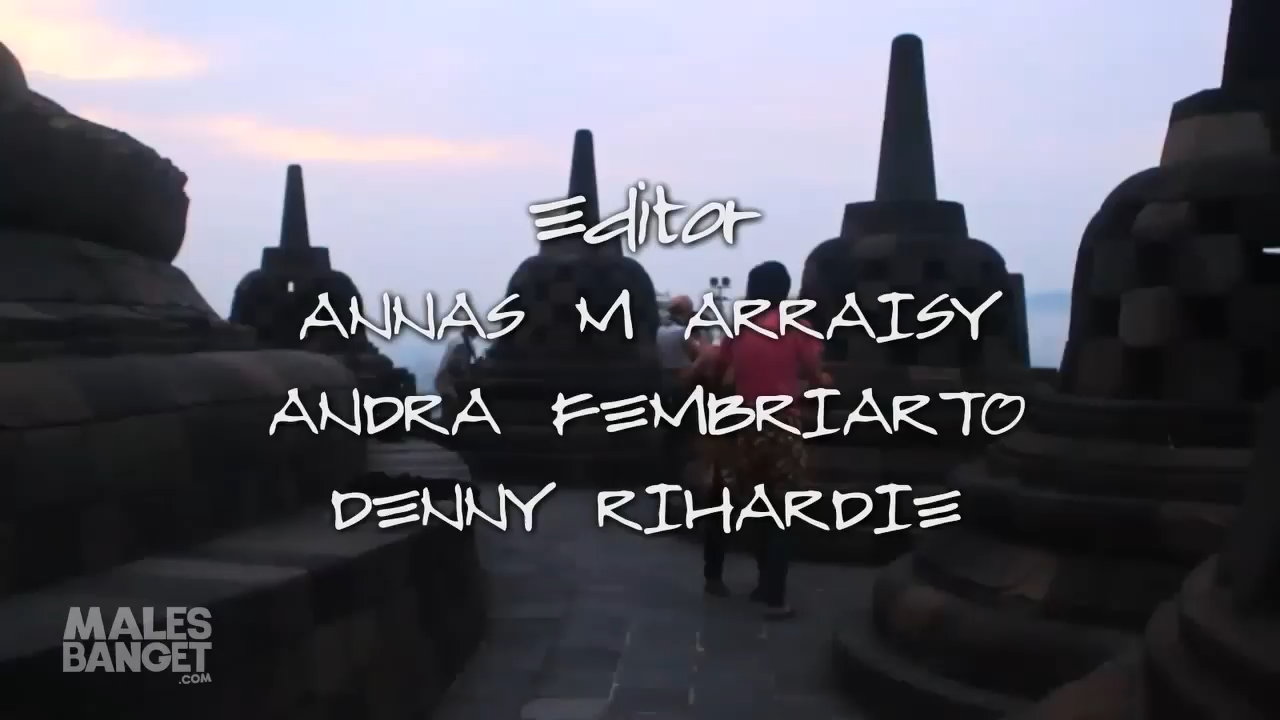 Editor
ANNAS M ARRAISY
ANDRA FEMBRIARTO
DENNY RIHARDIE
MALES
BANGET
.COM